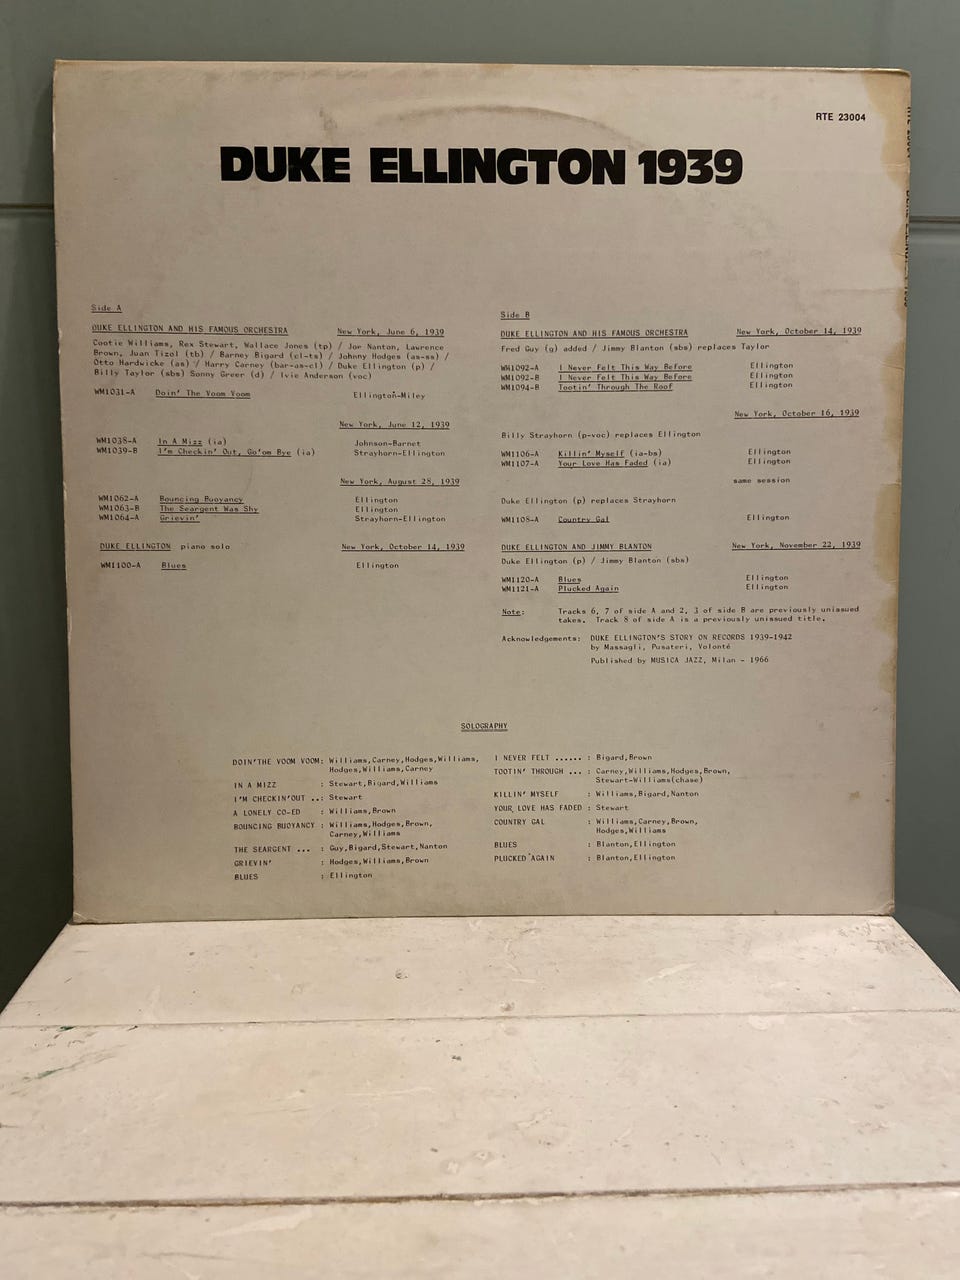 RTE 23004
DUKE ELLINGTON 1939
Side A
DUKE ELLINGTON AND HIS FAMOUS ORCHESTRA New York, June 6, 1939
Cootie Williams, Rex Stewart, Wallace Jones (tp) / Joe Nanton, Lawrence
Brown, Juan Tizol (tb) / Barney Bigard (cl-ts) / Johnny Hodges (as-ss) /
Otto Hardwicke (as) / Harry Carney (bar-as-cl) / Duke Ellington (p) /
Billy Taylor (sbs) Sonny Greer (d) / Ivie Anderson (voc)
WM1031-A Doin' The Voom Voom Ellington-Miley
New York, June 12, 1939
WM1038-A In A Mizz (ia) Johnson-Barnet
WM1039-B I'm Checkin' Out, Go'om Bye (ia) Strayhorn-Ellington
New York, August 28, 1939
WM1062-A Bouncing Buoyancy Ellington
WM1063-B The Seargent Was Shy Ellington
WM1064-A Grievin' Strayhorn-Ellington
DUKE ELLINGTON piano solo New York, October 14, 1939
WM1100-A Blues Ellington
Side B
DUKE ELLINGTON AND HIS FAMOUS ORCHESTRA New York, October 14, 1939
Fred Guy (g) added / Jimmy Blanton (sbs) replaces Taylor
WM1092-A I Never Felt This Way Before Ellington
WM1092-B I Never Felt This Way Before Ellington
WM1094-B Tootin' Through The Roof Ellington
New York, October 16, 1939
Billy Strayhorn (p-voc) replaces Ellington
WM1106-A Killin' Myself (ia-bs) Ellington
WM1107-A Your Love Has Faded (ia) Ellington
same session
Duke Ellington (p) replaces Strayhorn
WM1108-A Country Gal Ellington
DUKE ELLINGTON AND JIMMY BLANTON New York, November 22, 1939
Duke Ellington (p) / Jimmy Blanton (sbs)
WM1120-A Blues Ellington
WM1121-A Plucked Again Ellington
Note: Tracks 6, 7 of side A and 2, 3 of side B are previously unissued
takes. Track 8 of side A is a previously unissued title.
Acknowledgements: DUKE ELLINGTON'S STORY ON RECORDS 1939-1942
by Massagli, Pusateri, Volonté
Published by MUSICA JAZZ, Milan - 1966
SOLOGRAPHY
DOIN'THE VOOM VOOM: Williams,Carney,Hodges,Williams,
Hodges,Williams,Carney
IN A MIZZ : Stewart,Bigard,Williams
I'M CHECKIN'OUT ..: Stewart
A LONELY CO-ED : Williams,Brown
BOUNCING BUOYANCY : Williams,Hodges,Brown,
Carney,Williams
THE SEARGENT ... : Guy,Bigard,Stewart,Nanton
GRIEVIN' : Hodges,Williams,Brown
BLUES : Ellington
I NEVER FELT ...... : Bigard,Brown
TOOTIN' THROUGH ... : Carney,Williams,Hodges,Brown,
Stewart-Williams(chase)
KILLIN' MYSELF : Williams,Bigard,Nanton
YOUR LOVE HAS FADED : Stewart
COUNTRY GAL : Williams,Carney,Brown,
Hodges,Williams
BLUES : Blanton,Ellington
PLUCKED AGAIN : Blanton,Ellington